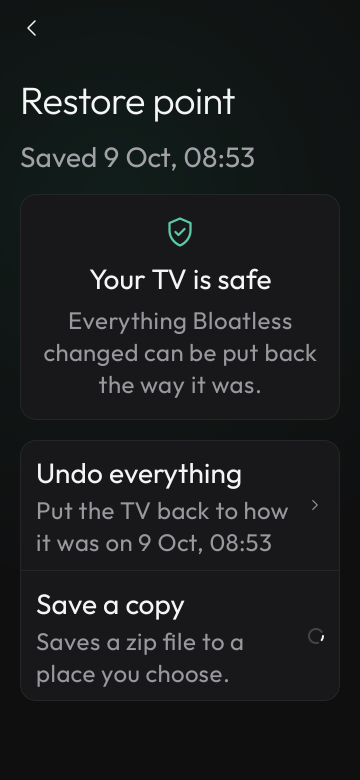 Restore point
Saved 9 Oct, 08:53
Your TV is safe
Everything Bloatless
changed can be put back
the way it was.
Undo everything
Put the TV back to how
it was on 9 Oct, 08:53
Save a copy
Saves a zip file to a
place you choose.